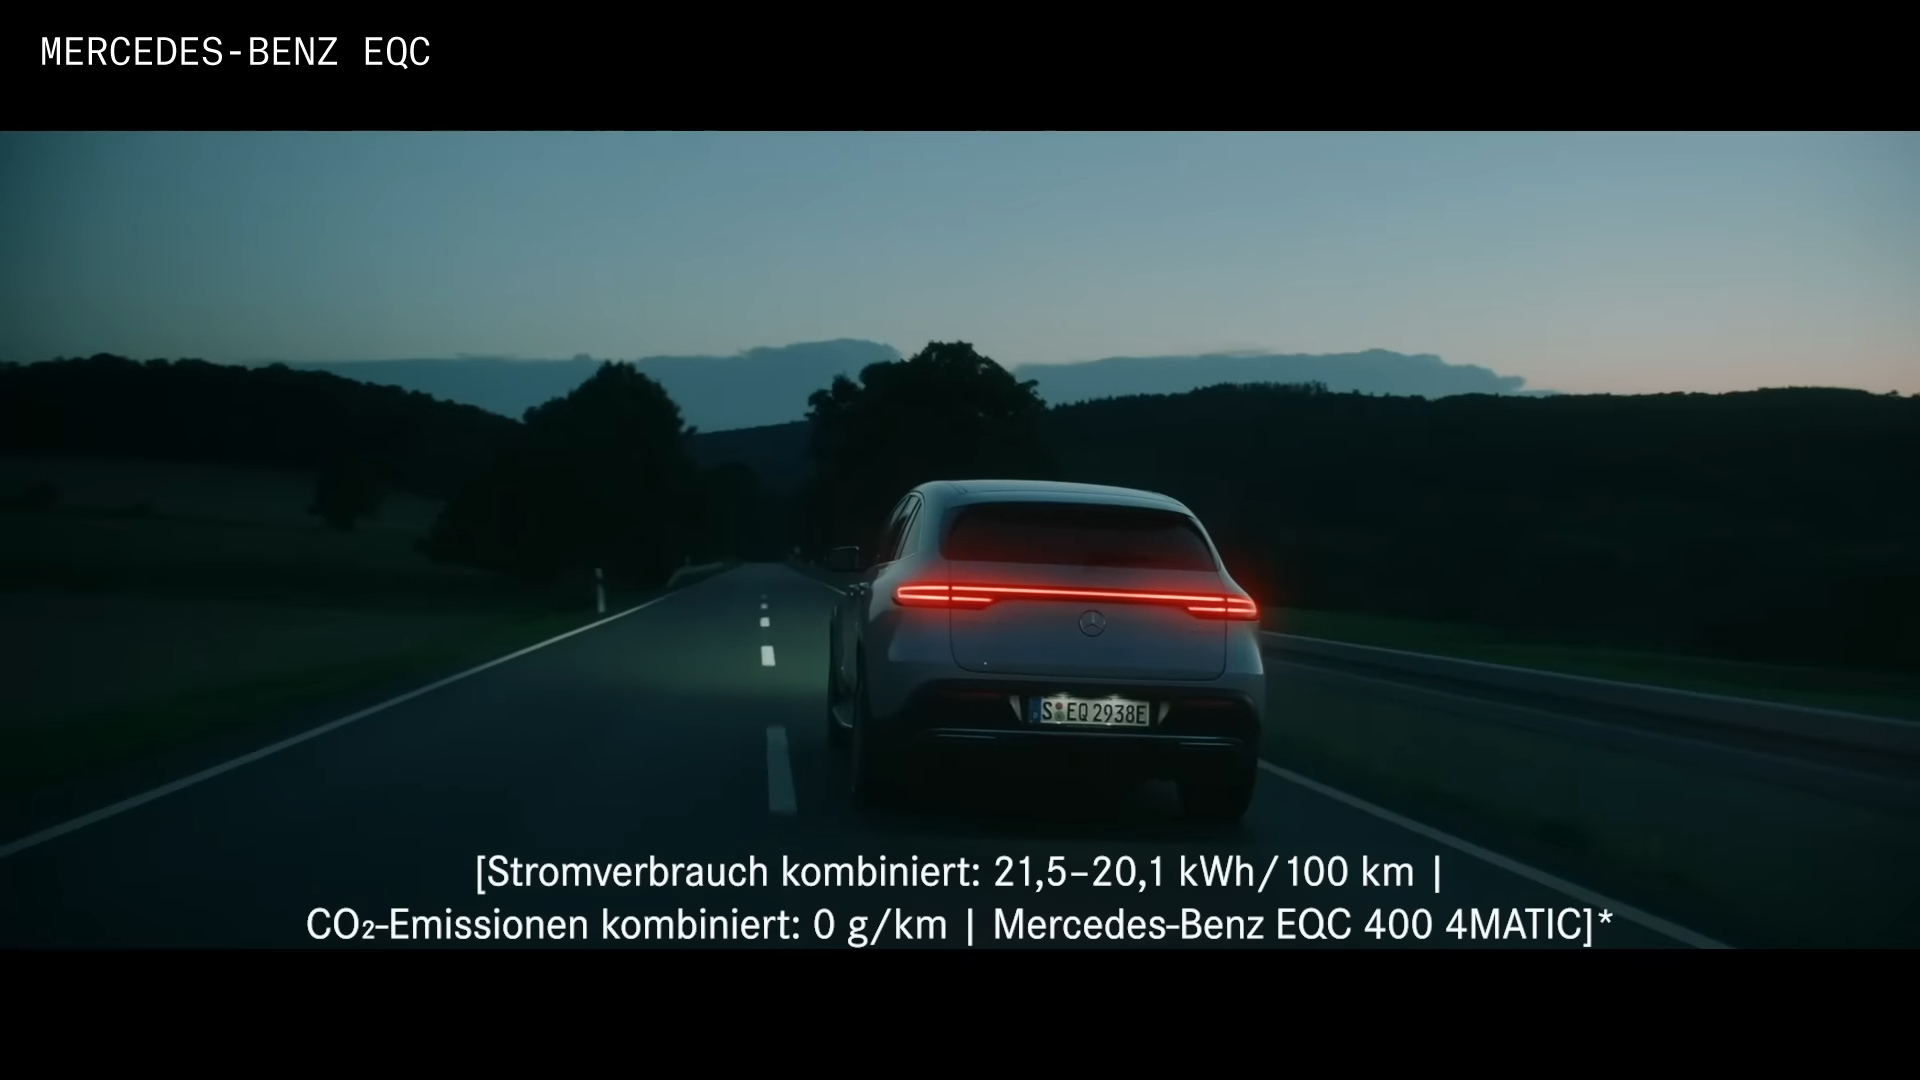 MERCEDES-BENZ EQC
S EQ 2938E
[Stromverbrauch kombiniert: 21,5–20,1 kWh/100 km |
CO₂-Emissionen kombiniert: 0 g/km | Mercedes-Benz EQC 400 4MATIC]*